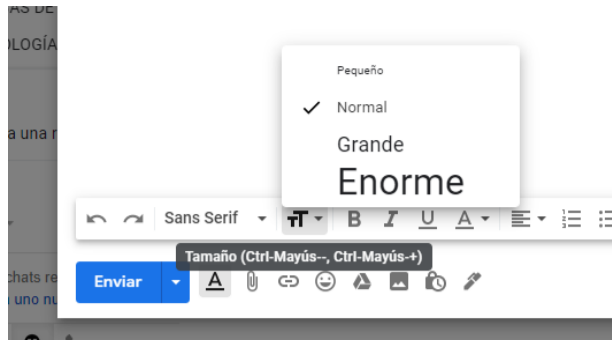 AS DE
OLOGÍA
a una r
chats re
uno nu
Pequeño
Normal
Grande
Enorme
Sans Serif
B I U A
Tamaño (Ctrl-Mayús--, Ctrl-Mayús-+)
Enviar A